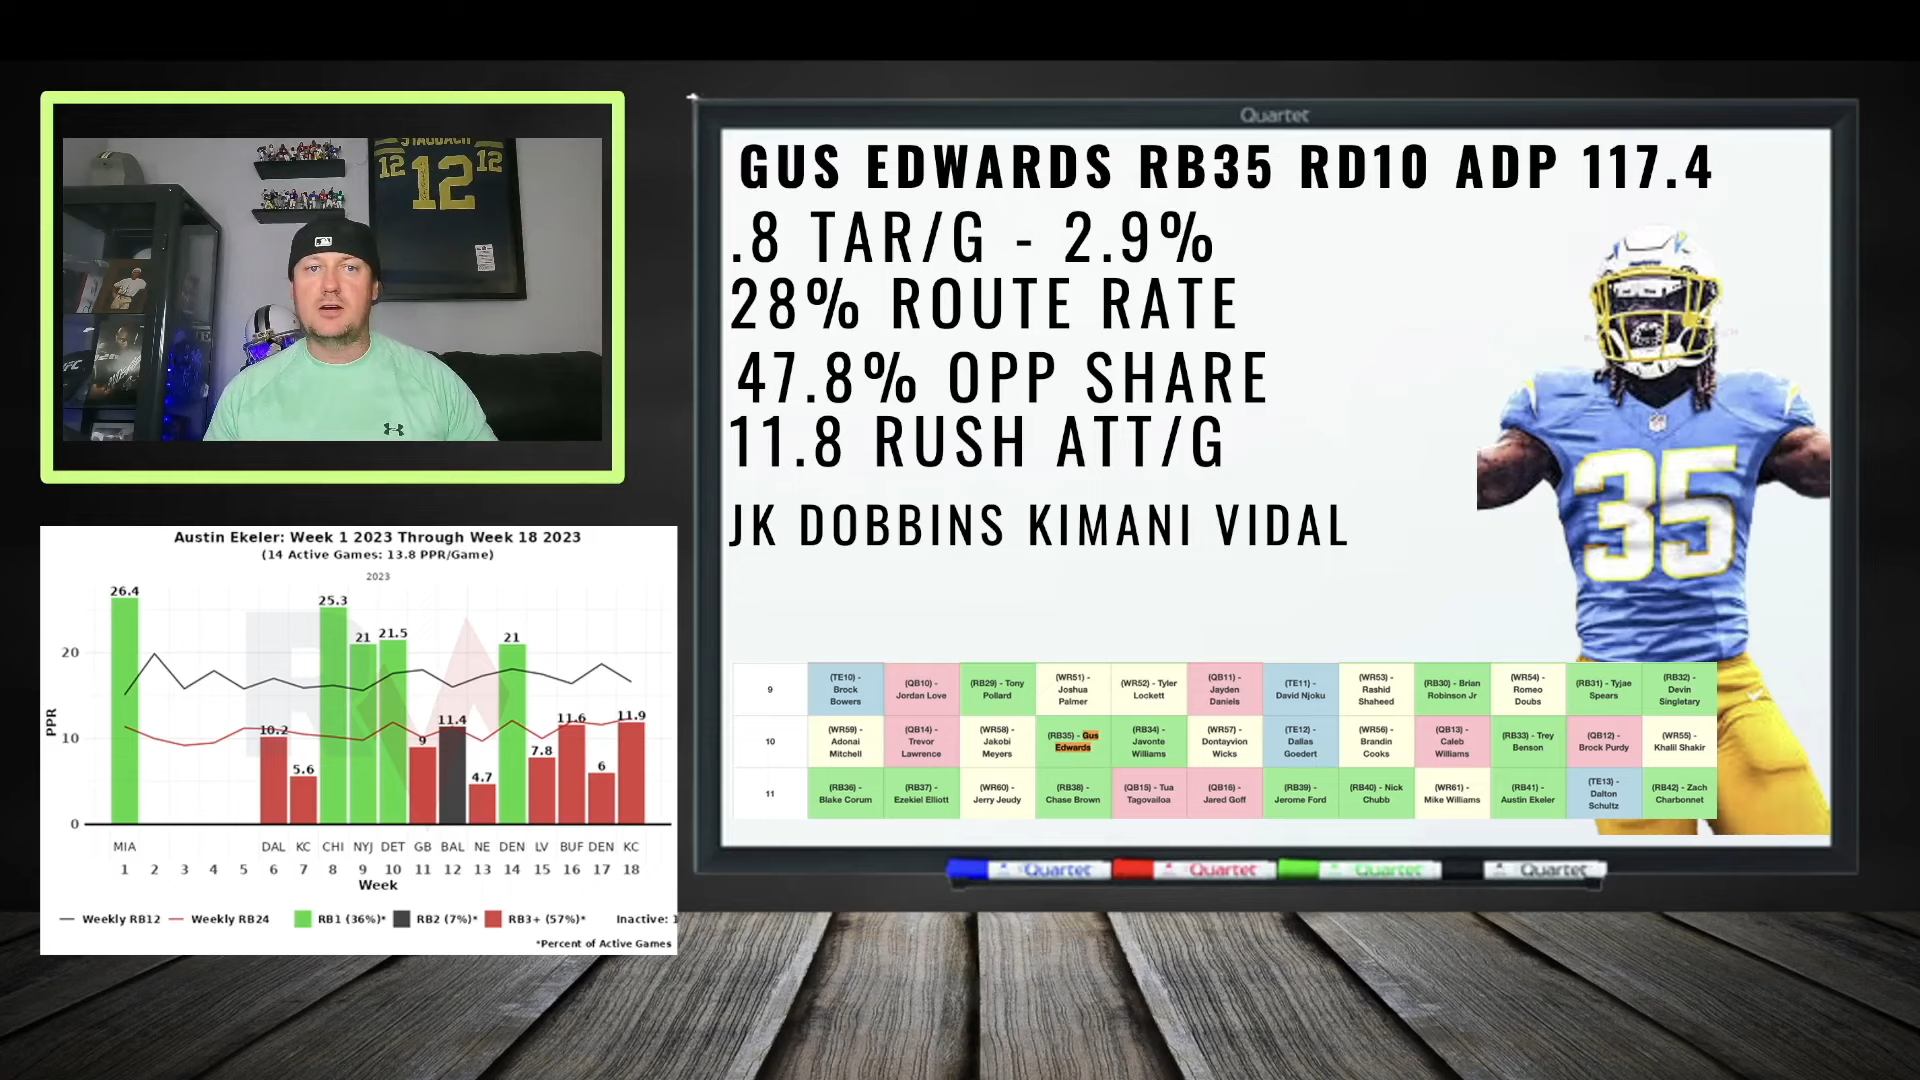 Quartet
GUS EDWARDS RB35 RD10 ADP 117.4
.8 TAR/G - 2.9%
28% ROUTE RATE
47.8% OPP SHARE
11.8 RUSH ATT/G
JK DOBBINS KIMANI VIDAL
35
12 12 12
9
(TE10) -
Brock
Bowers
(QB10) -
Jordan Love
(RB29) - Tony
Pollard
(WR51) -
Joshua
Palmer
(WR52) - Tyler
Lockett
(QB11) -
Jayden
Daniels
(TE11) -
David Njoku
(WR53) -
Rashid
Shaheed
(RB30) - Brian
Robinson Jr
(WR54) -
Romeo
Doubs
(RB31) - Tyjae
Spears
(RB32) -
Devin
Singletary
10
(WR59) -
Adonai
Mitchell
(QB14) -
Trevor
Lawrence
(WR58) -
Jakobi
Meyers
(RB35) - Gus
Edwards
(RB34) -
Javonte
Williams
(WR57) -
Dontayvion
Wicks
(TE12) -
Dallas
Goedert
(WR56) -
Brandin
Cooks
(QB13) -
Caleb
Williams
(RB33) - Trey
Benson
(QB12) -
Brock Purdy
(WR55) -
Khalil Shakir
11
(RB36) -
Blake Corum
(RB37) -
Ezekiel Elliott
(WR60) -
Jerry Jeudy
(RB38) -
Chase Brown
(QB15) - Tua
Tagovailoa
(QB16) -
Jared Goff
(RB39) -
Jerome Ford
(RB40) - Nick
Chubb
(WR61) -
Mike Williams
(RB41) -
Austin Ekeler
(TE13) -
Dalton
Schultz
(RB42) - Zach
Charbonnet
Quartet Quartet Quartet Quartet
Austin Ekeler: Week 1 2023 Through Week 18 2023
(14 Active Games: 13.8 PPR/Game)
2023
26.4
25.3
21
21.5
21
20
10.2
5.6
9
11.4
4.7
7.8
11.6
6
11.9
10
0
PPR
MIA DAL KC CHI NYJ DET GB BAL NE DEN LV BUF DEN KC
1 2 3 4 5 6 7 8 9 10 11 12 13 14 15 16 17 18
Week
Weekly RB12 Weekly RB24 RB1 (36%)* RB2 (7%)* RB3+ (57%)* Inactive: 1
*Percent of Active Games